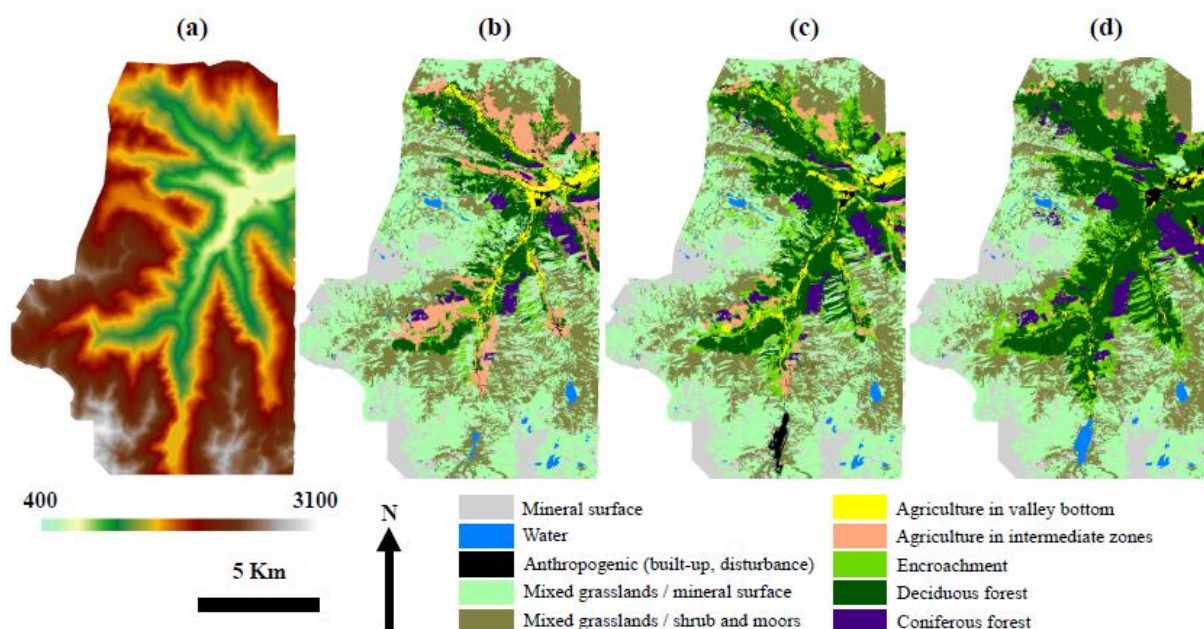 (a) (b) (c) (d)
400 3100
5 Km
N
Mineral surface
Water
Anthropogenic (built-up, disturbance)
Mixed grasslands / mineral surface
Mixed grasslands / shrub and moors
Agriculture in valley bottom
Agriculture in intermediate zones
Encroachment
Deciduous forest
Coniferous forest